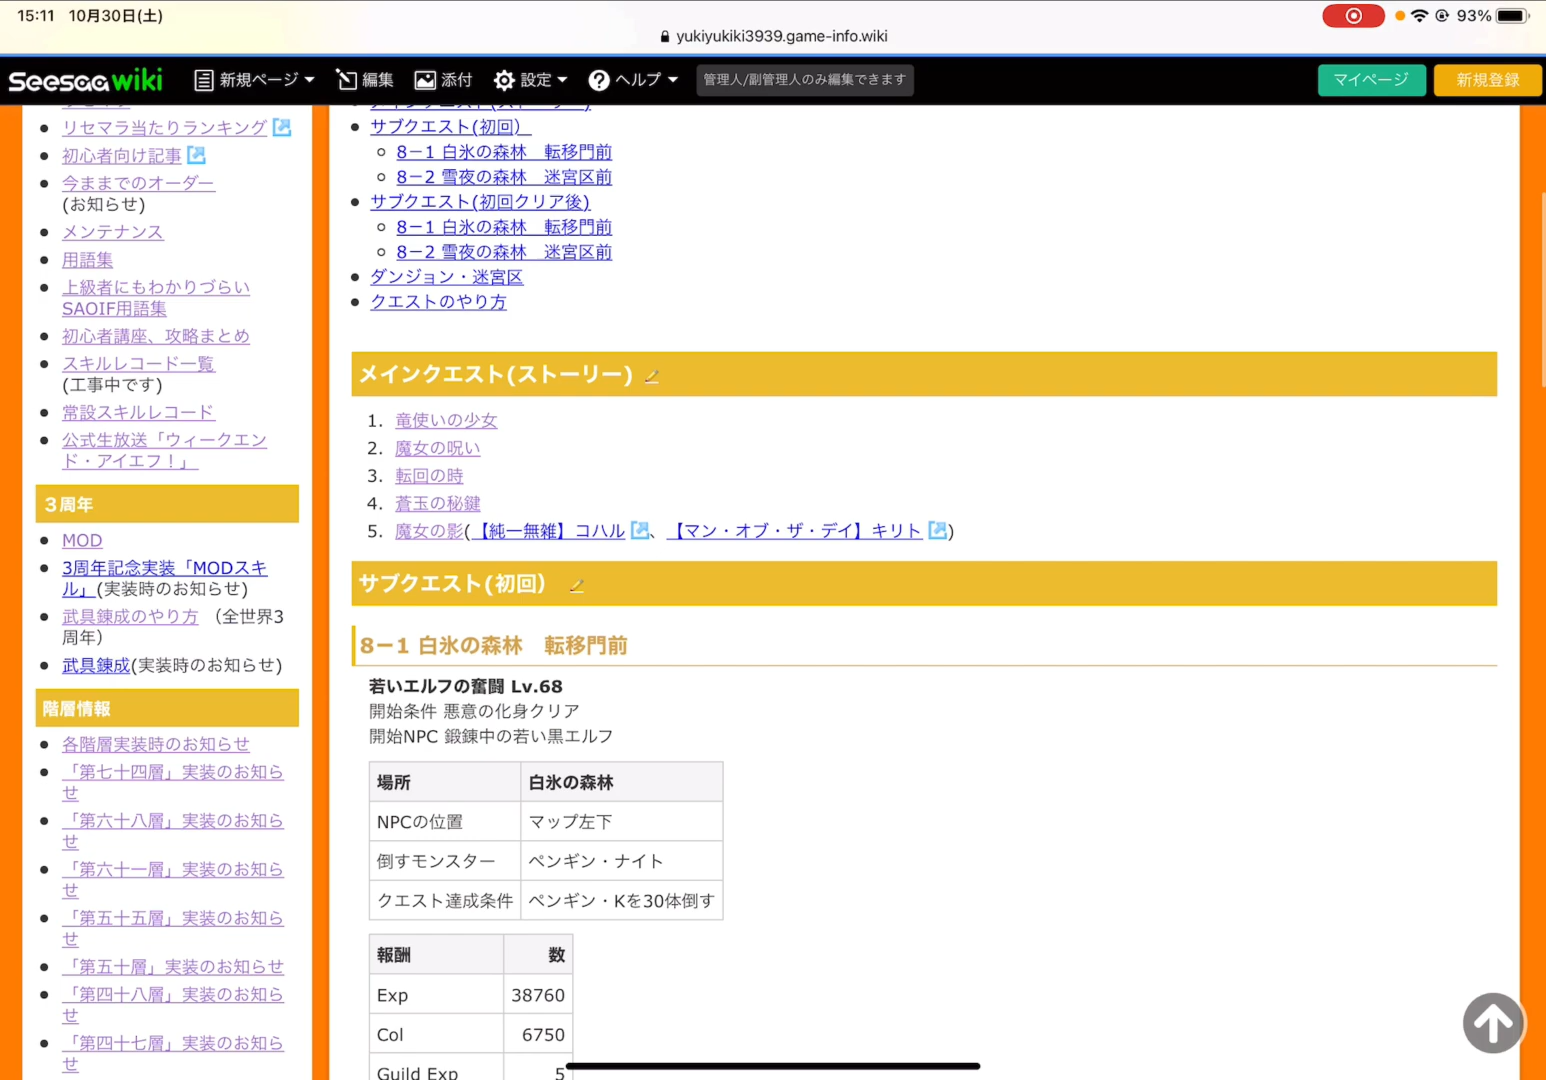 15:11 10月30日(土)
93%
yukiyukiki3939.game-info.wiki
Seesaa wiki
新規ページ
編集
添付
設定
ヘルプ
管理人/副管理人のみ編集できます
マイページ
新規登録
リセマラ当たりランキング
初心者向け記事
今ままでのオーダー
(お知らせ)
メンテナンス
用語集
上級者にもわかりづらい
SAOIF用語集
初心者講座、攻略まとめ
スキルレコード一覧
(工事中です)
常設スキルレコード
公式生放送「ウィークエン
ド・アイエフ！」
３周年
MOD
3周年記念実装「MODスキ
ル」(実装時のお知らせ)
武具錬成のやり方 （全世界3
周年）
武具錬成(実装時のお知らせ)
階層情報
各階層実装時のお知らせ
「第七十四層」実装のお知ら
せ
「第六十八層」実装のお知ら
せ
「第六十一層」実装のお知ら
せ
「第五十五層」実装のお知ら
せ
「第五十層」実装のお知らせ
「第四十八層」実装のお知ら
せ
「第四十七層」実装のお知ら
せ
メインクエスト(ストーリー)
サブクエスト(初回）
8－1 白氷の森林　転移門前
8－2 雪夜の森林　迷宮区前
サブクエスト(初回クリア後)
8－1 白氷の森林　転移門前
8－2 雪夜の森林　迷宮区前
ダンジョン・迷宮区
クエストのやり方
メインクエスト(ストーリー)
1. 竜使いの少女
2. 魔女の呪い
3. 転回の時
4. 蒼玉の秘鍵
5. 魔女の影(【純一無雑】コハル、【マン・オブ・ザ・デイ】キリト)
サブクエスト(初回）
8－1 白氷の森林　転移門前
若いエルフの奮闘 Lv.68
開始条件 悪意の化身クリア
開始NPC 鍛錬中の若い黒エルフ
場所 白氷の森林
NPCの位置 マップ左下
倒すモンスター ペンギン・ナイト
クエスト達成条件 ペンギン・Kを30体倒す
報酬 数
Exp 38760
Col 6750
Guild Exp 5